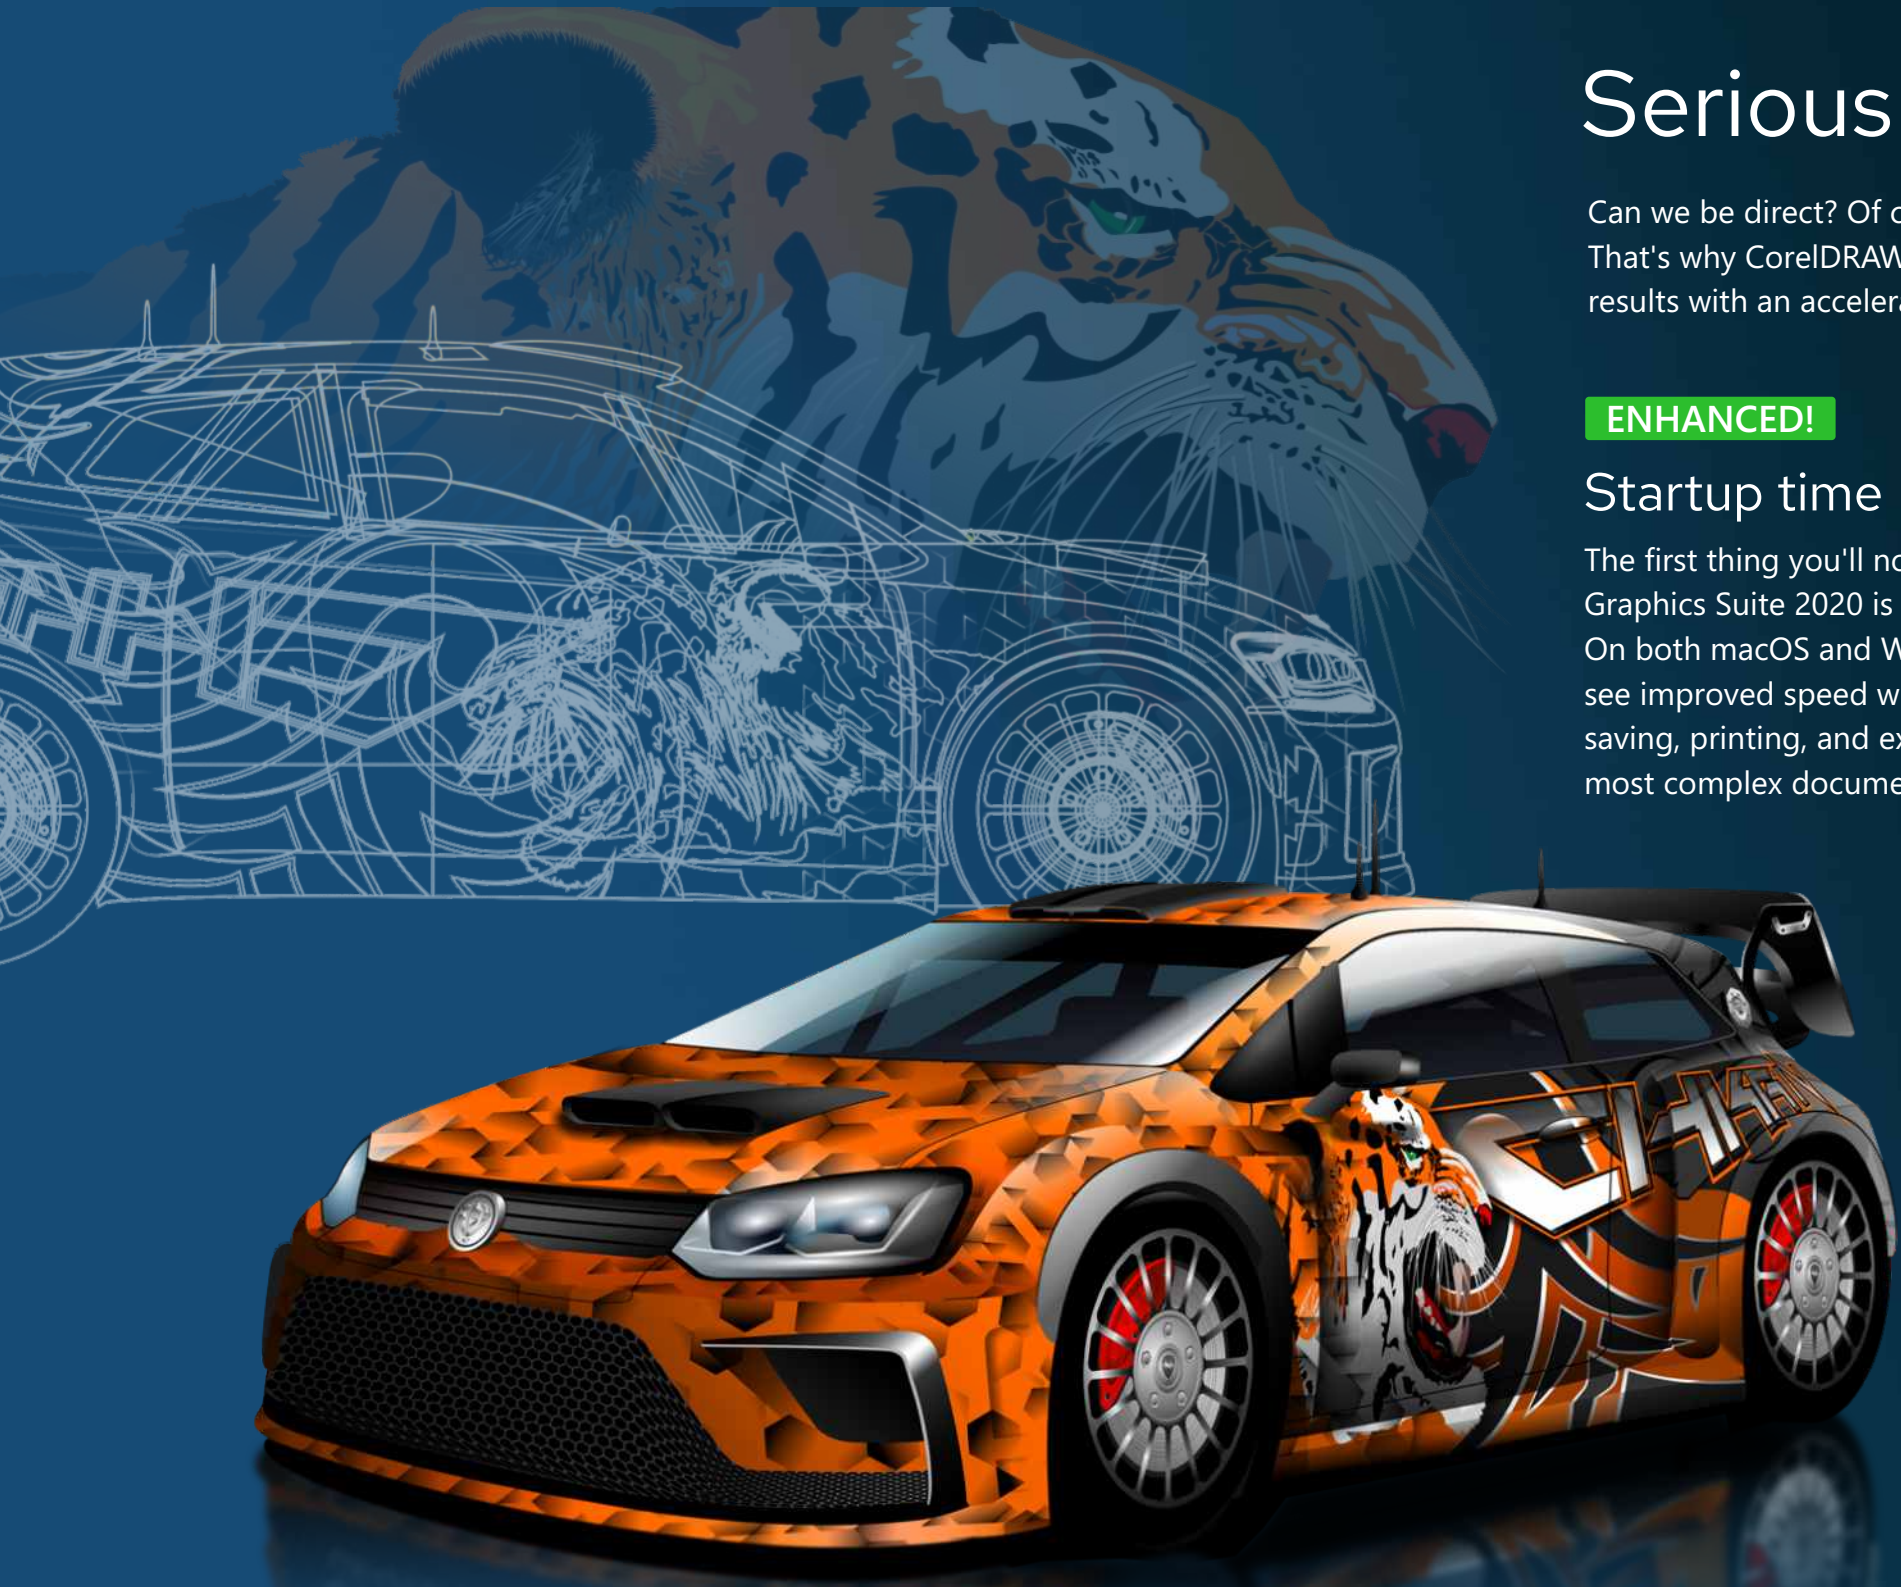 Serious
Can we be direct? Of
That's why CorelDRAW
results with an
ENHANCED!
Startup time
The first thing you'll
Graphics Suite 2020 is
On both macOS and
see improved speed
saving, printing, and
most complex